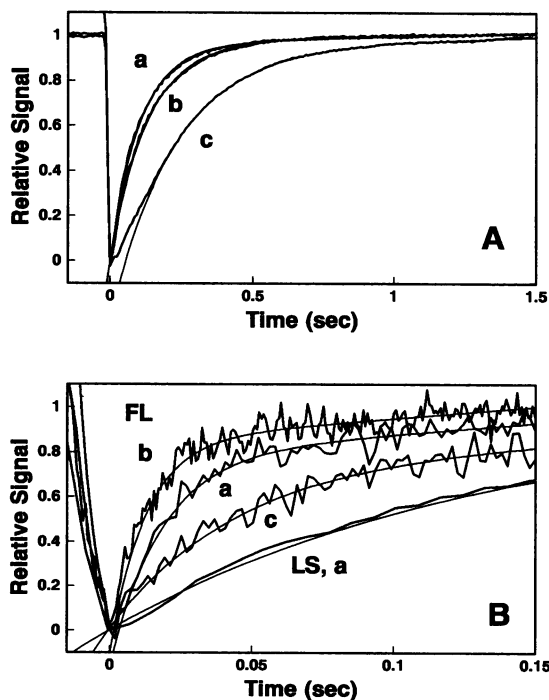 1
0.8
0.6
0.4
0.2
0
Relative Signal
a
b
c
A
0
0.5
1
1.5
Time (sec)
1
0.8
0.6
0.4
0.2
0
Relative Signal
FL
b
a
c
LS, a
B
0
0.05
0.1
0.15
Time (sec)